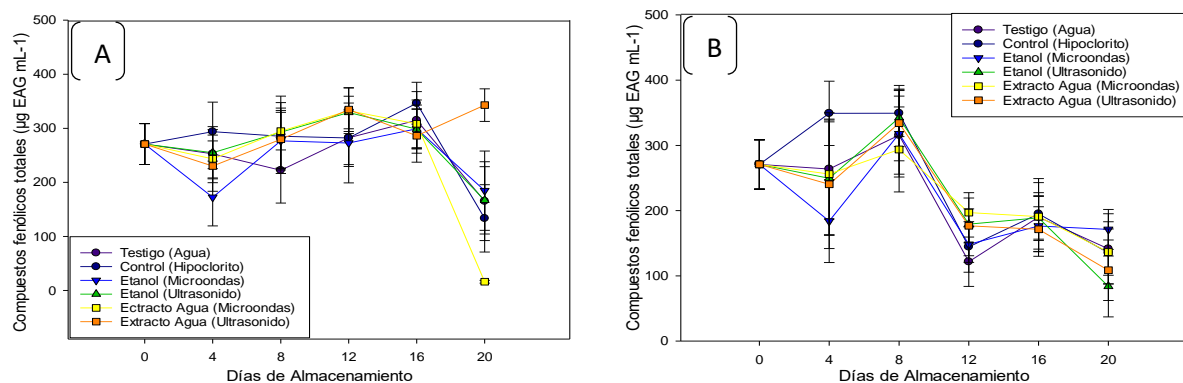 A
Compuestos fenólicos totales (µg EAG mL-1)
500
400
300
200
100
0
Testigo (Agua)
Control (Hipoclorito)
Etanol (Microondas)
Etanol (Ultrasonido)
Ectracto Agua (Microondas)
Extracto Agua (Ultrasonido)
0 4 8 12 16 20
Días de Almacenamiento
B
Compuestos fenólicos totales (µg EAG mL-1)
500
400
300
200
100
0
Testigo (Agua)
Control (Hipoclorito)
Etanol (Microondas)
Etanol (Ultrasonido)
Extracto Agua (Microondas)
Extracto Agua (Ultrasonido)
0 4 8 12 16 20
Días de Almacenamiento